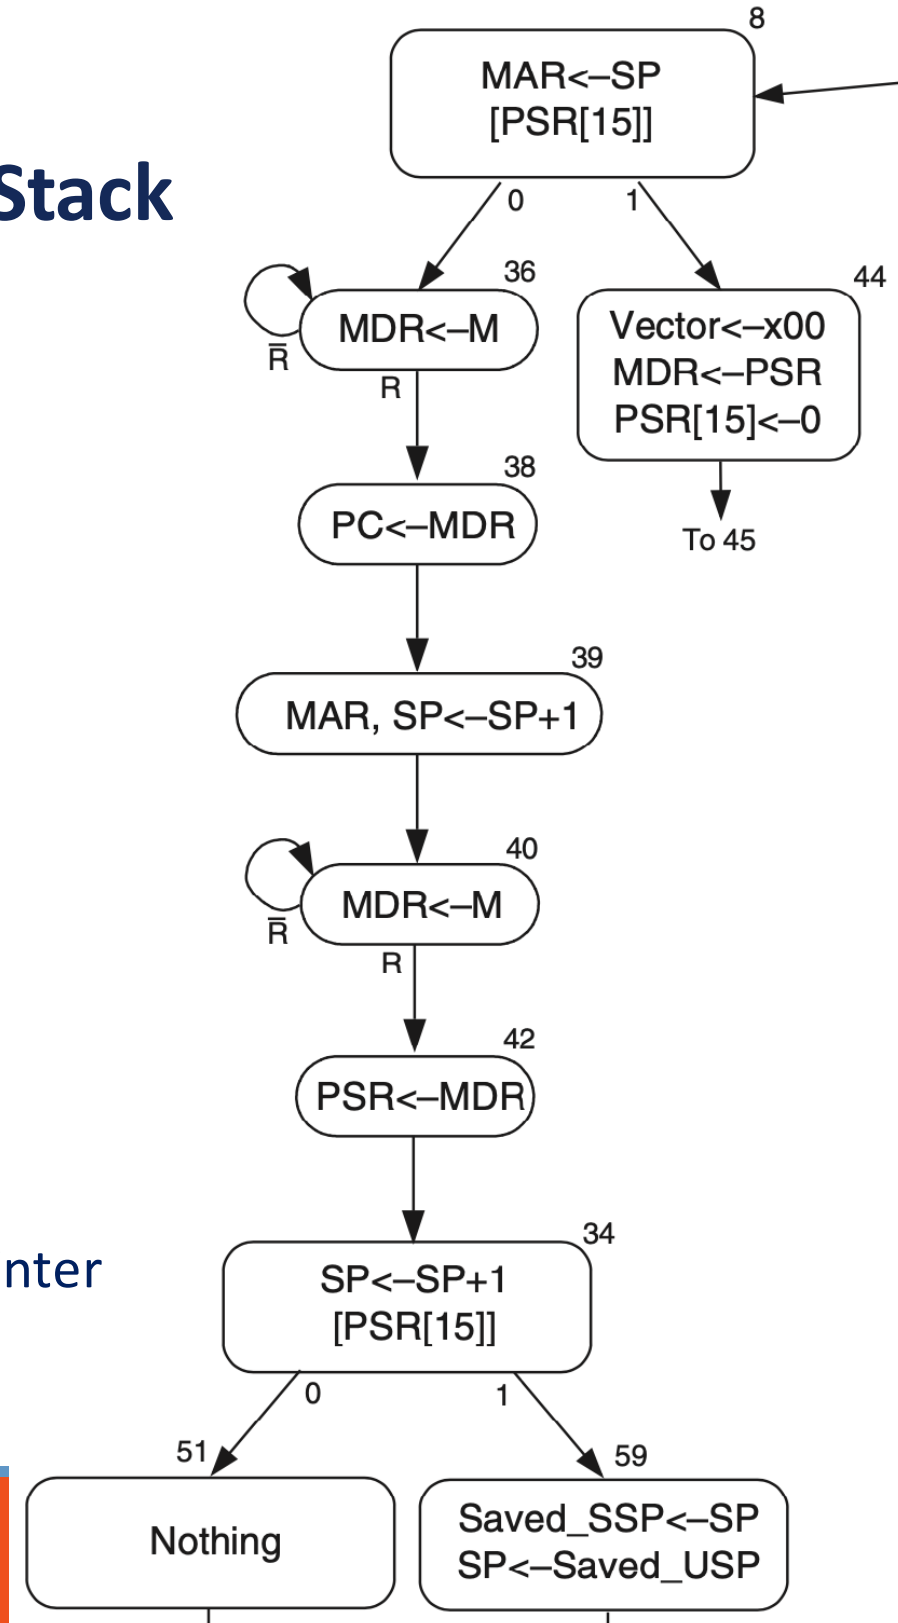 8
MAR<–SP
[PSR[15]]
Stack
0
1
36
44
MDR<–M
R̅
R
Vector<–x00
MDR<–PSR
PSR[15]<–0
38
PC<–MDR
To 45
39
MAR, SP<–SP+1
40
MDR<–M
R̅
R
42
PSR<–MDR
34
nter
SP<–SP+1
[PSR[15]]
0
1
51
59
Nothing
Saved_SSP<–SP
SP<–Saved_USP